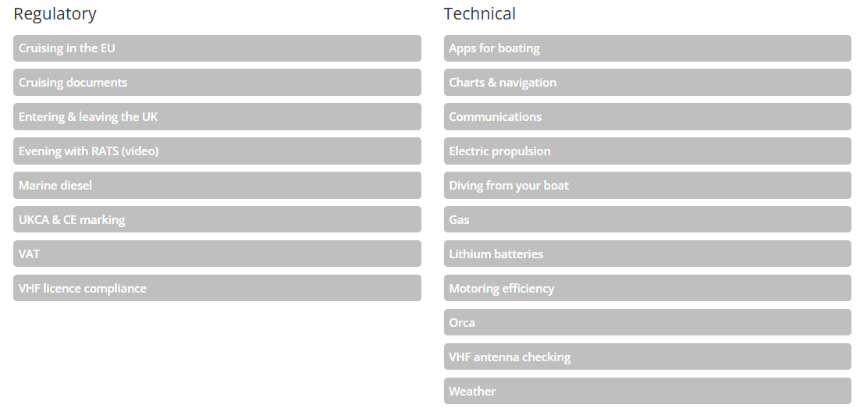 Regulatory
Cruising in the EU
Cruising documents
Entering & leaving the UK
Evening with RATS (video)
Marine diesel
UKCA & CE marking
VAT
VHF licence compliance
Technical
Apps for boating
Charts & navigation
Communications
Electric propulsion
Diving from your boat
Gas
Lithium batteries
Motoring efficiency
Orca
VHF antenna checking
Weather